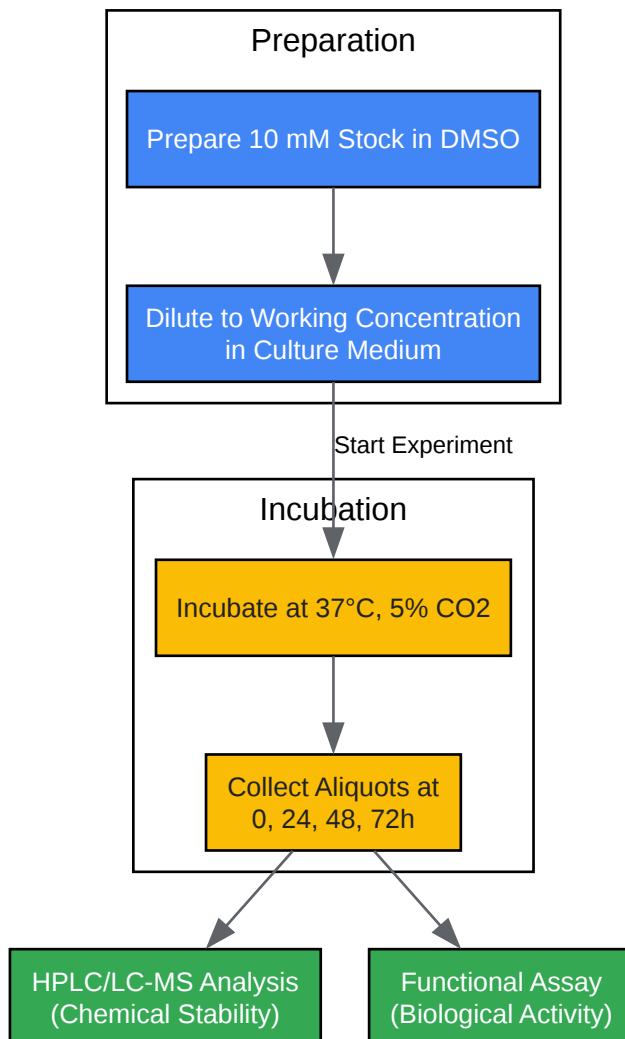 Preparation
Prepare 10 mM Stock in DMSO
Dilute to Working Concentration
in Culture Medium
Start Experiment
Incubation
Incubate at 37°C, 5% CO2
Collect Aliquots at
0, 24, 48, 72h
HPLC/LC-MS Analysis
(Chemical Stability)
Functional Assay
(Biological Activity)